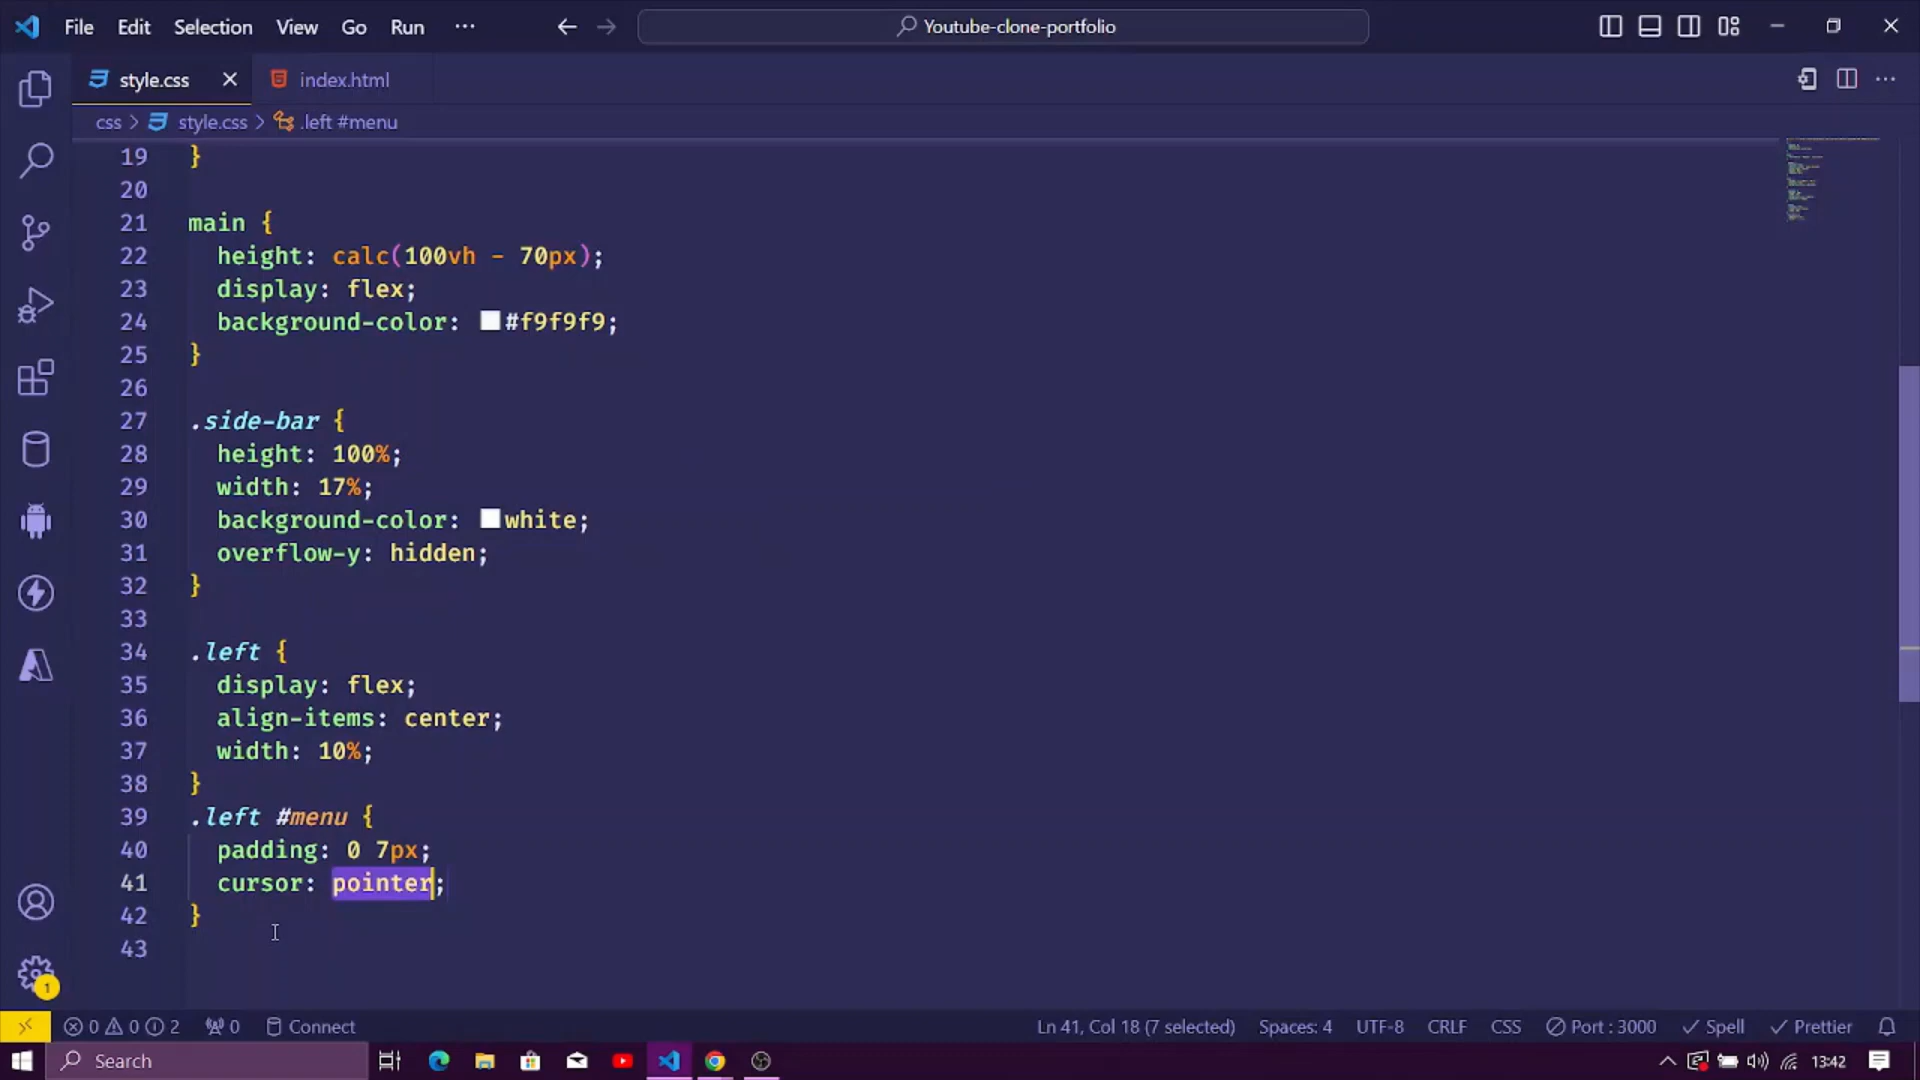 File Edit Selection View Go Run ···
Youtube-clone-portfolio
style.css
index.html
css > style.css > .left #menu
19 }
20
21 main {
22 height: calc(100vh - 70px);
23 display: flex;
24 background-color: #f9f9f9;
25 }
26
27 .side-bar {
28 height: 100%;
29 width: 17%;
30 background-color: white;
31 overflow-y: hidden;
32 }
33
34 .left {
35 display: flex;
36 align-items: center;
37 width: 10%;
38 }
39 .left #menu {
40 padding: 0 7px;
41 cursor: pointer;
42 }
43
1
0 0 2 0 Connect Ln 41, Col 18 (7 selected) Spaces: 4 UTF-8 CRLF CSS Port : 3000 Spell Prettier
Search 13:42